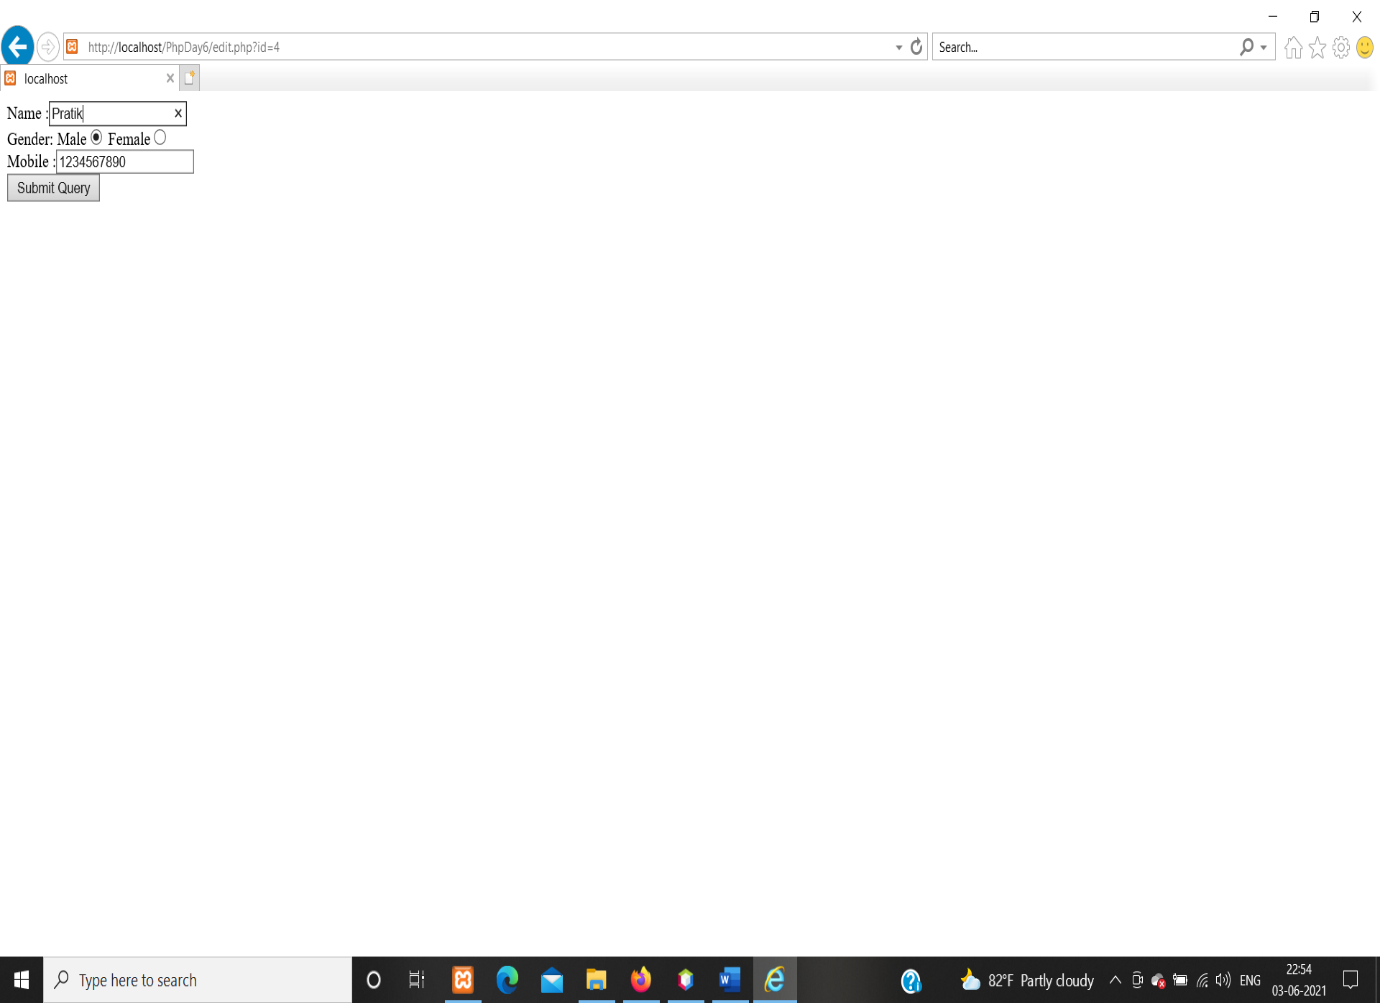 http://localhost/PhpDay6/edit.php?id=4
Search...
localhost
Name :Pratik
Gender: Male Female
Mobile :1234567890
Submit Query
Type here to search
82°F Partly cloudy
ENG
22:54
03-06-2021